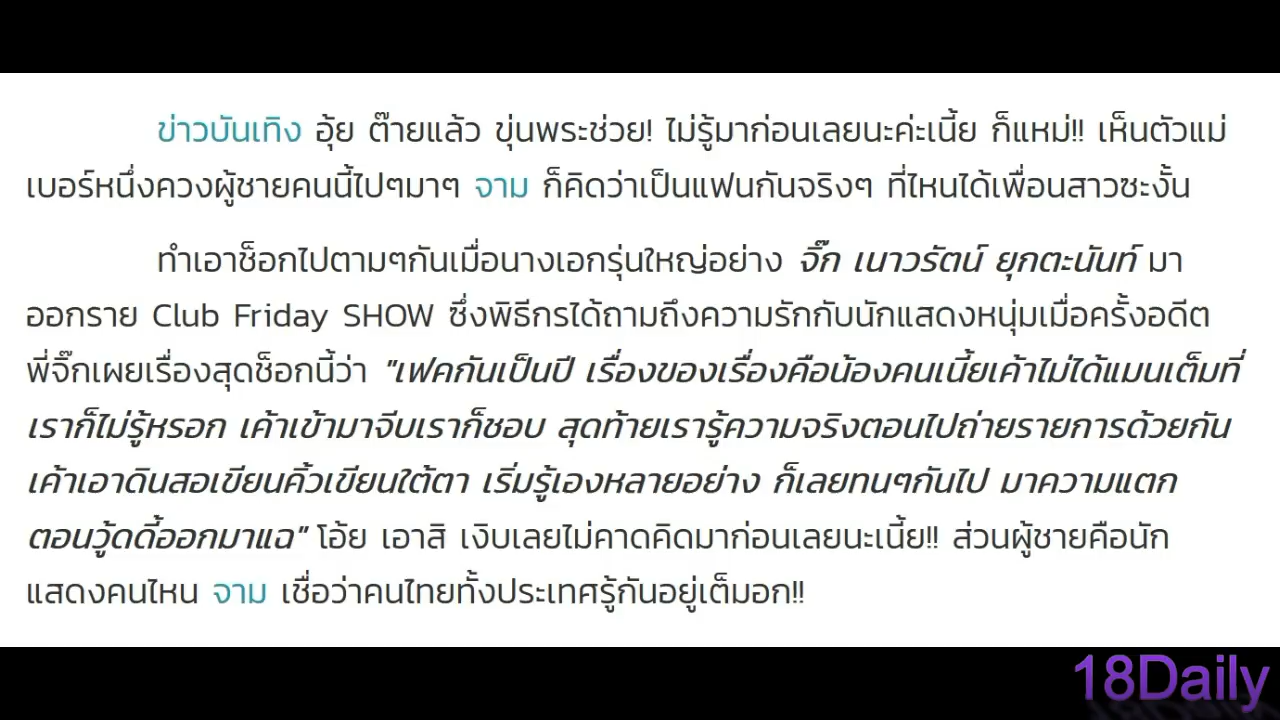 ข่าวบันเทิง อุ้ย ต๊ายแล้ว ขุ่นพระช่วย! ไม่รู้มาก่อนเลยนะค่ะเนี้ย ก็แหม่!! เห็นตัวแม่
เบอร์หนึ่งควงผู้ชายคนนี้ไปๆมาๆ จาม ก็คิดว่าเป็นแฟนกันจริงๆ ที่ไหนได้เพื่อนสาวซะงั้น
ทำเอาช็อกไปตามๆกันเมื่อนางเอกรุ่นใหญ่อย่าง จิ๊ก เนาวรัตน์ ยุกตะนันท์ มา
ออกราย Club Friday SHOW ซึ่งพิธีกรได้ถามถึงความรักกับนักแสดงหนุ่มเมื่อครั้งอดีต
พี่จิ๊กเผยเรื่องสุดช็อกนี้ว่า "เฟคกันเป็นปี เรื่องของเรื่องคือน้องคนเนี้ยเค้าไม่ได้แมนเต็มที่
เราก็ไม่รู้หรอก เค้าเข้ามาจีบเราก็ชอบ สุดท้ายเรารู้ความจริงตอนไปถ่ายรายการด้วยกัน
เค้าเอาดินสอเขียนคิ้วเขียนใต้ตา เริ่มรู้เองหลายอย่าง ก็เลยทนๆกันไป มาความแตก
ตอนวู้ดดี้ออกมาแฉ" โอ้ย เอาสิ เงิบเลยไม่คาดคิดมาก่อนเลยนะเนี้ย!! ส่วนผู้ชายคือนัก
แสดงคนไหน จาม เชื่อว่าคนไทยทั้งประเทศรู้กันอยู่เต็มอก!!
18Daily